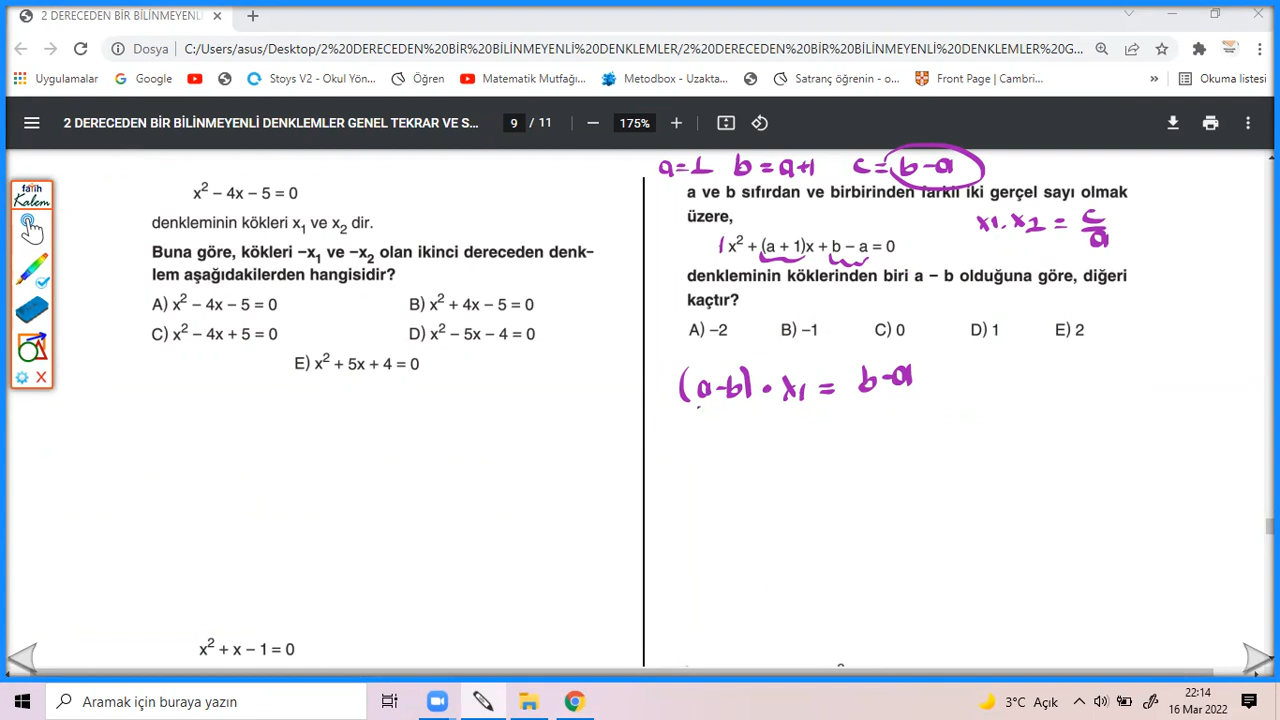 2 DERECEDEN BİR BİLİNMEYENLİ
Dosya C:/Users/asus/Desktop/2%20DERECEDEN%20BİR%20BİLİNMEYENLİ%20DENKLEMLER/2%20DERECEDEN%20BİR%20BİLİNMEYENLİ%20DENKLEMLER%20G...
Uygulamalar Google Stoys V2 - Okul Yön... Öğren Matematik Mutfağı... Metodbox - Uzakta... Satranç öğrenin - o... Front Page | Cambri... » Okuma listesi
2 DERECEDEN BİR BİLİNMEYENLİ DENKLEMLER GENEL TEKRAR VE S... 9 / 11 175%
fatih
Kalem
x² – 4x – 5 = 0
denkleminin kökleri x₁ ve x₂ dir.
Buna göre, kökleri –x₁ ve –x₂ olan ikinci dereceden denk-
lem aşağıdakilerden hangisidir?
A) x² – 4x – 5 = 0 B) x² + 4x – 5 = 0
C) x² – 4x + 5 = 0 D) x² – 5x – 4 = 0
E) x² + 5x + 4 = 0
x² + x – 1 = 0
a=1 b=a+1 c=b-a
a ve b sıfırdan ve birbirinden farklı iki gerçel sayı olmak
üzere,
x1.x2 = c/a
1x² + (a + 1)x + b – a = 0
denkleminin köklerinden biri a – b olduğuna göre, diğeri
kaçtır?
A) –2 B) –1 C) 0 D) 1 E) 2
(a-b) • x1 = b-a
Aramak için buraya yazın 3°C Açık 22:14
16 Mar 2022